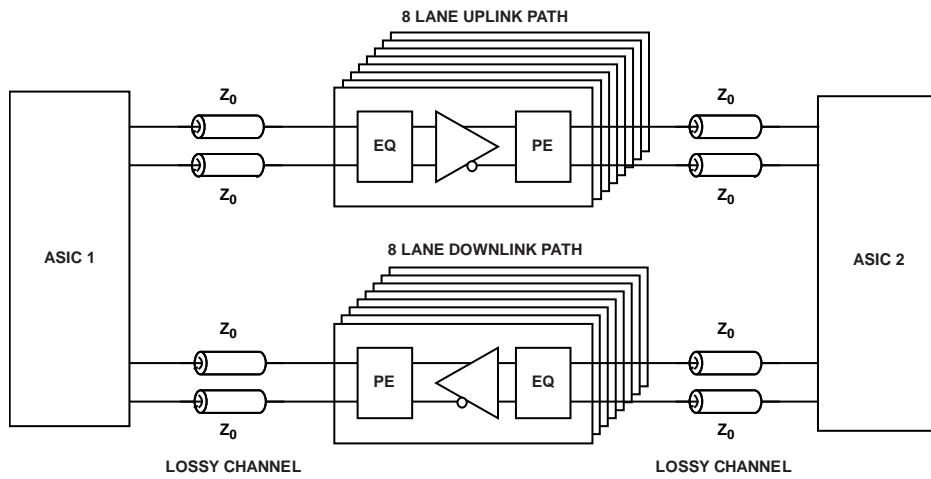 8 LANE UPLINK PATH
Z0 Z0
EQ PE
Z0 Z0
ASIC 1 8 LANE DOWNLINK PATH ASIC 2
Z0 Z0
PE EQ
Z0 Z0
LOSSY CHANNEL LOSSY CHANNEL